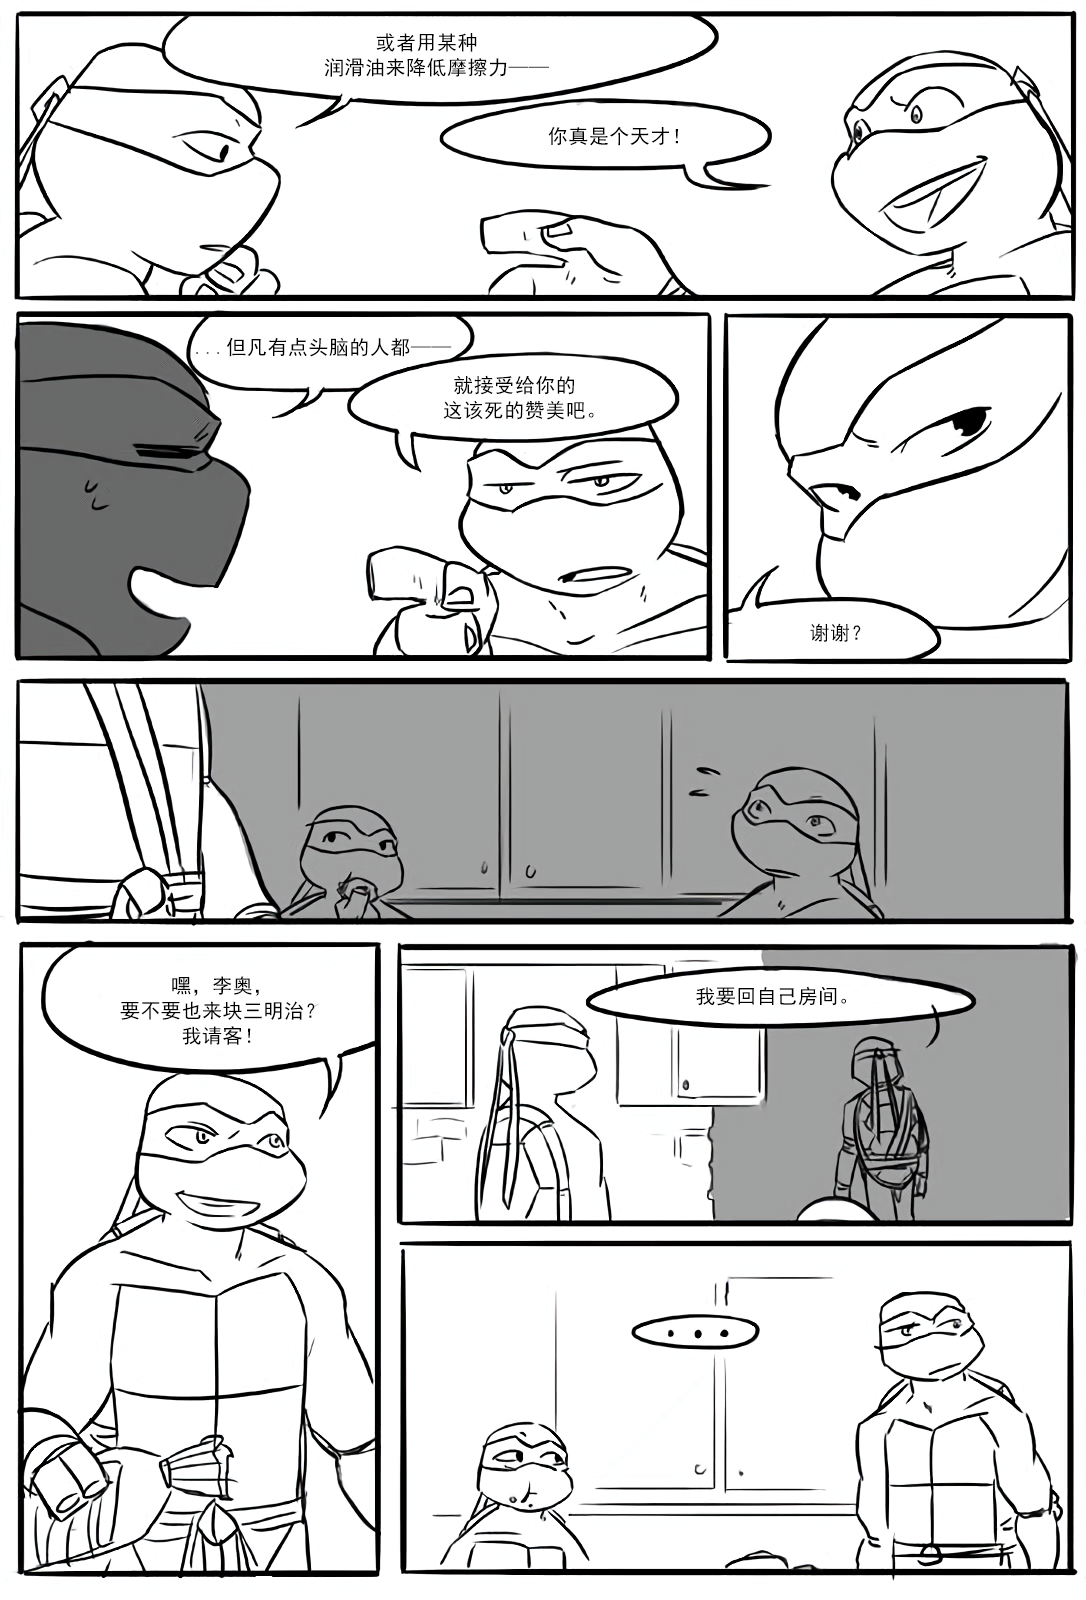 或者用某种
润滑油来降低摩擦力——
你真是个天才！
...但凡有点头脑的人都——
就接受给你的
这该死的赞美吧。
谢谢？
嘿，李奥，
要不要也来块三明治？
我请客！
我要回自己房间。
...